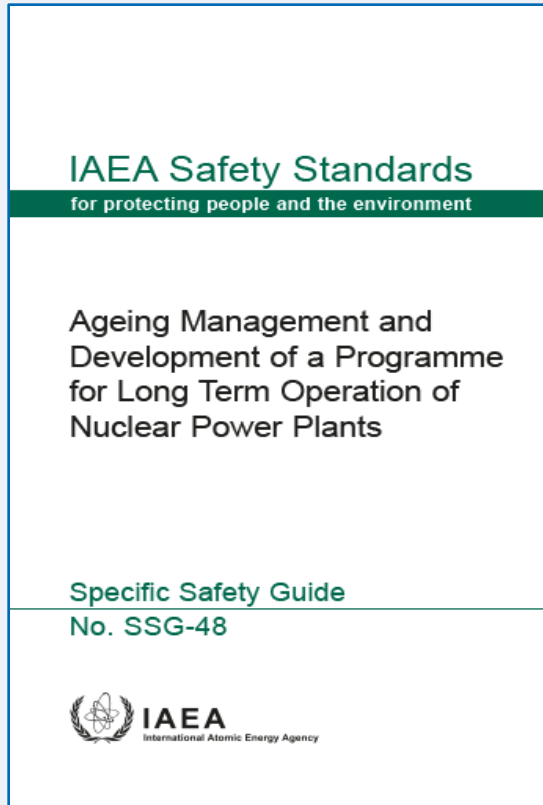 IAEA Safety Standards
for protecting people and the environment
Ageing Management and
Development of a Programme
for Long Term Operation of
Nuclear Power Plants
Specific Safety Guide
No. SSG-48
IAEA
International Atomic Energy Agency